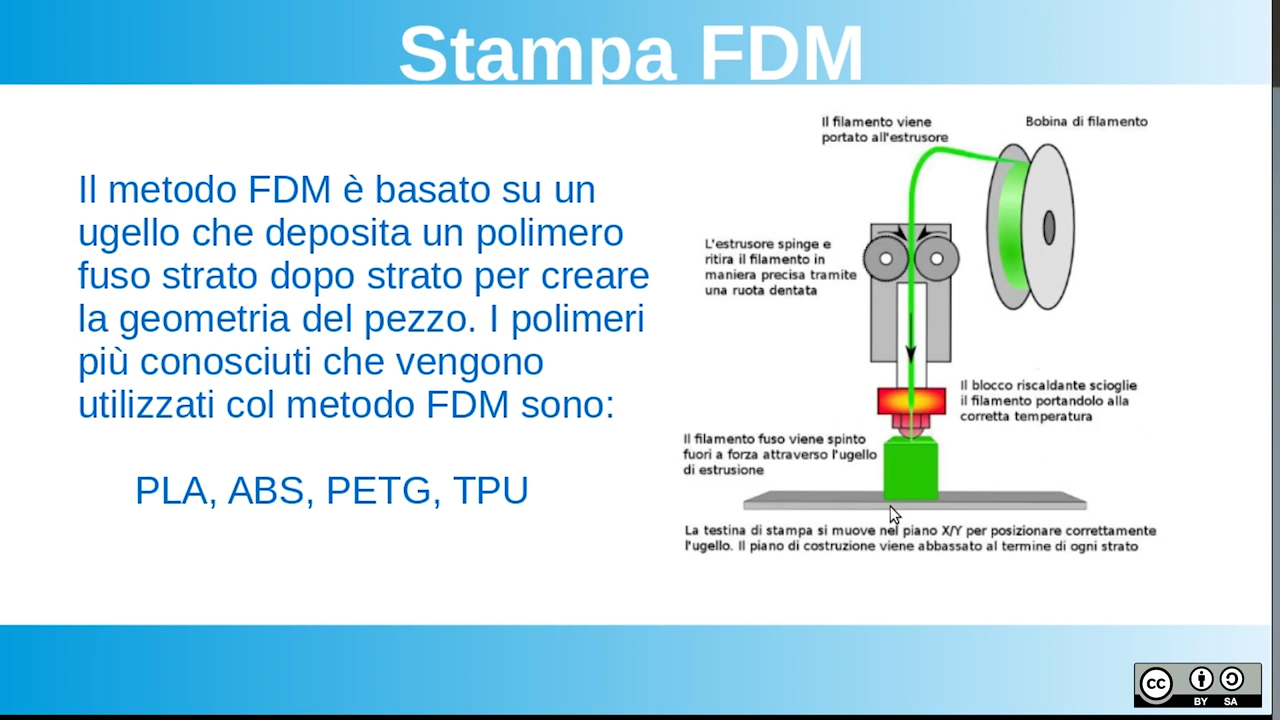 Stampa FDM
Il metodo FDM è basato su un
ugello che deposita un polimero
fuso strato dopo strato per creare
la geometria del pezzo. I polimeri
più conosciuti che vengono
utilizzati col metodo FDM sono:
PLA, ABS, PETG, TPU
Il filamento viene
portato all'estrusore
Bobina di filamento
L'estrusore spinge e
ritira il filamento in
maniera precisa tramite
una ruota dentata
Il blocco riscaldante scioglie
il filamento portandolo alla
corretta temperatura
Il filamento fuso viene spinto
fuori a forza attraverso l'ugello
di estrusione
La testina di stampa si muove nel piano X/Y per posizionare correttamente
l'ugello. Il piano di costruzione viene abbassato al termine di ogni strato
cc
BY SA